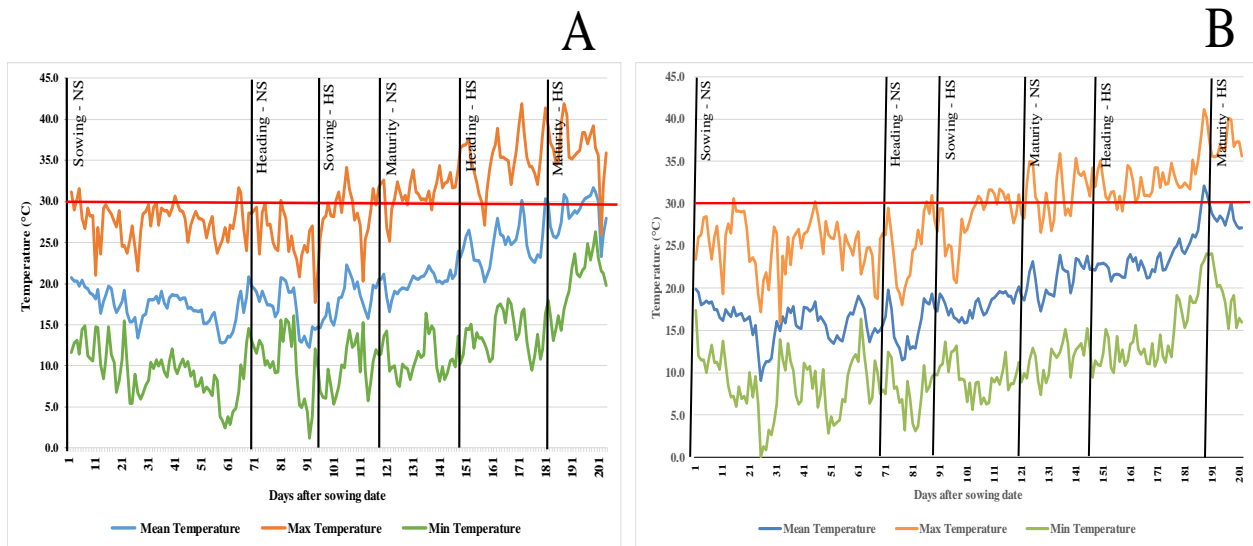 A
45.0
40.0
35.0
30.0
25.0
20.0
15.0
10.0
5.0
0.0
Temperature (°C)
Sowing - NS
Heading - NS
Sowing - HS
Maturity - NS
Heading - HS
Maturity - HS
1 11 21 31 41 51 61 71 81 91 101 111 121 131 141 151 161 171 181 191 201
Days after sowing date
Mean Temperature Max Temperature Min Temperature
B
45.0
40.0
35.0
30.0
25.0
20.0
15.0
10.0
5.0
0.0
Temperature (°C)
Sowing - NS
Heading - NS
Sowing - HS
Maturity - NS
Heading - HS
Maturity - HS
1 11 21 31 41 51 61 71 81 91 101 111 121 131 141 151 161 171 181 191 201
Days after sowing date
Mean Temperature Max Temperature Min Temperature